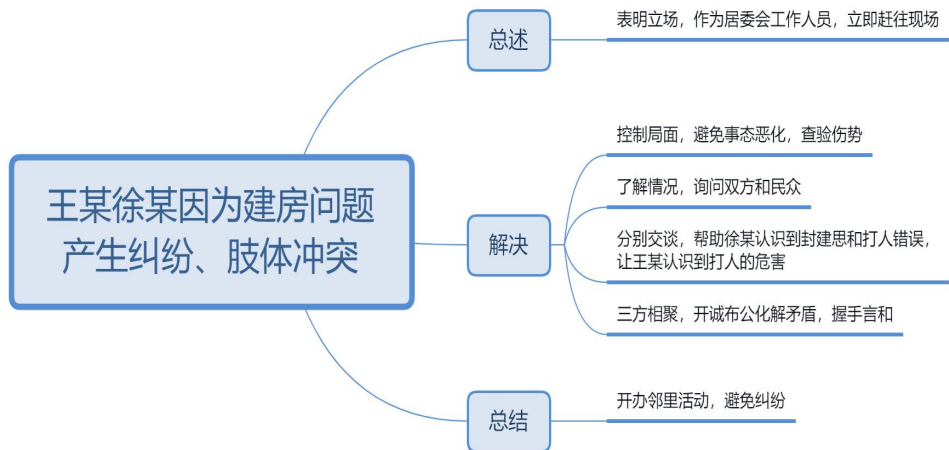 王某徐某因为建房问题
产生纠纷、肢体冲突
总述
表明立场，作为居委会工作人员，立即赶往现场
解决
控制局面，避免事态恶化，查验伤势
了解情况，询问双方和民众
分别交谈，帮助徐某认识到封建思和打人错误，
让王某认识到打人的危害
三方相聚，开诚布公化解矛盾，握手言和
总结
开办邻里活动，避免纠纷